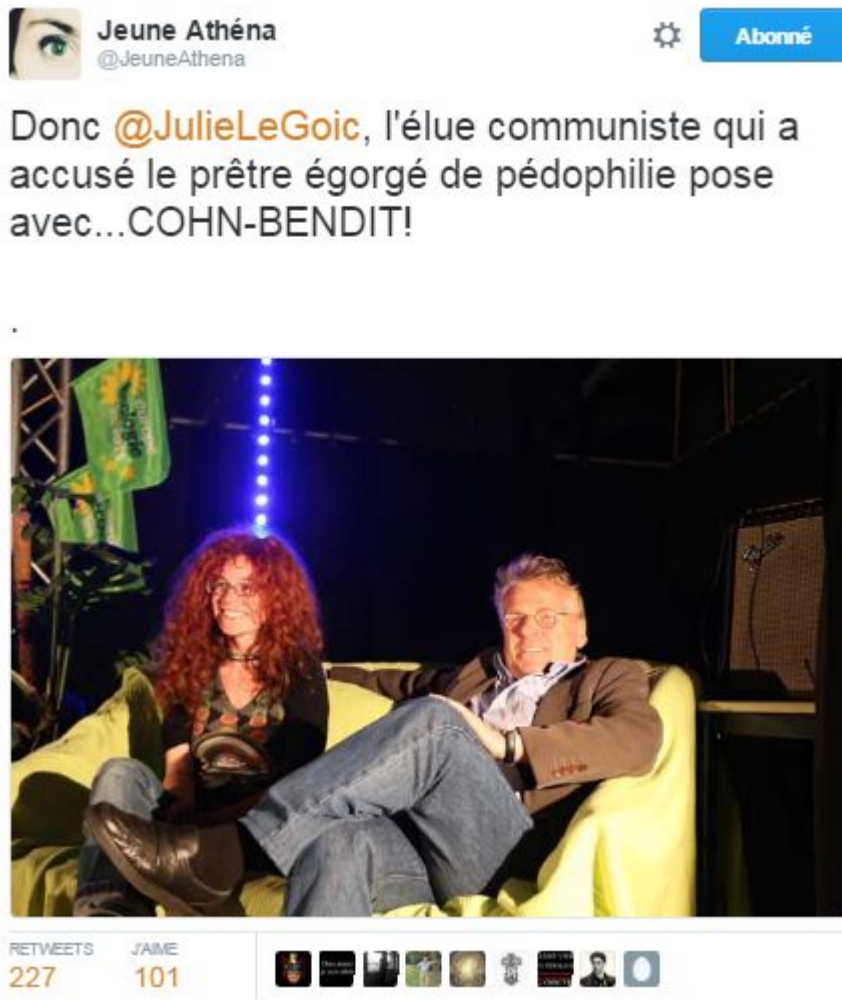 Jeune Athéna
@JeuneAthena
Abonné
Donc @JulieLeGoic, l'élue communiste qui a
accusé le prêtre égorgé de pédophilie pose
avec...COHN-BENDIT!
.
RETWEETS
J'AIME
227
101